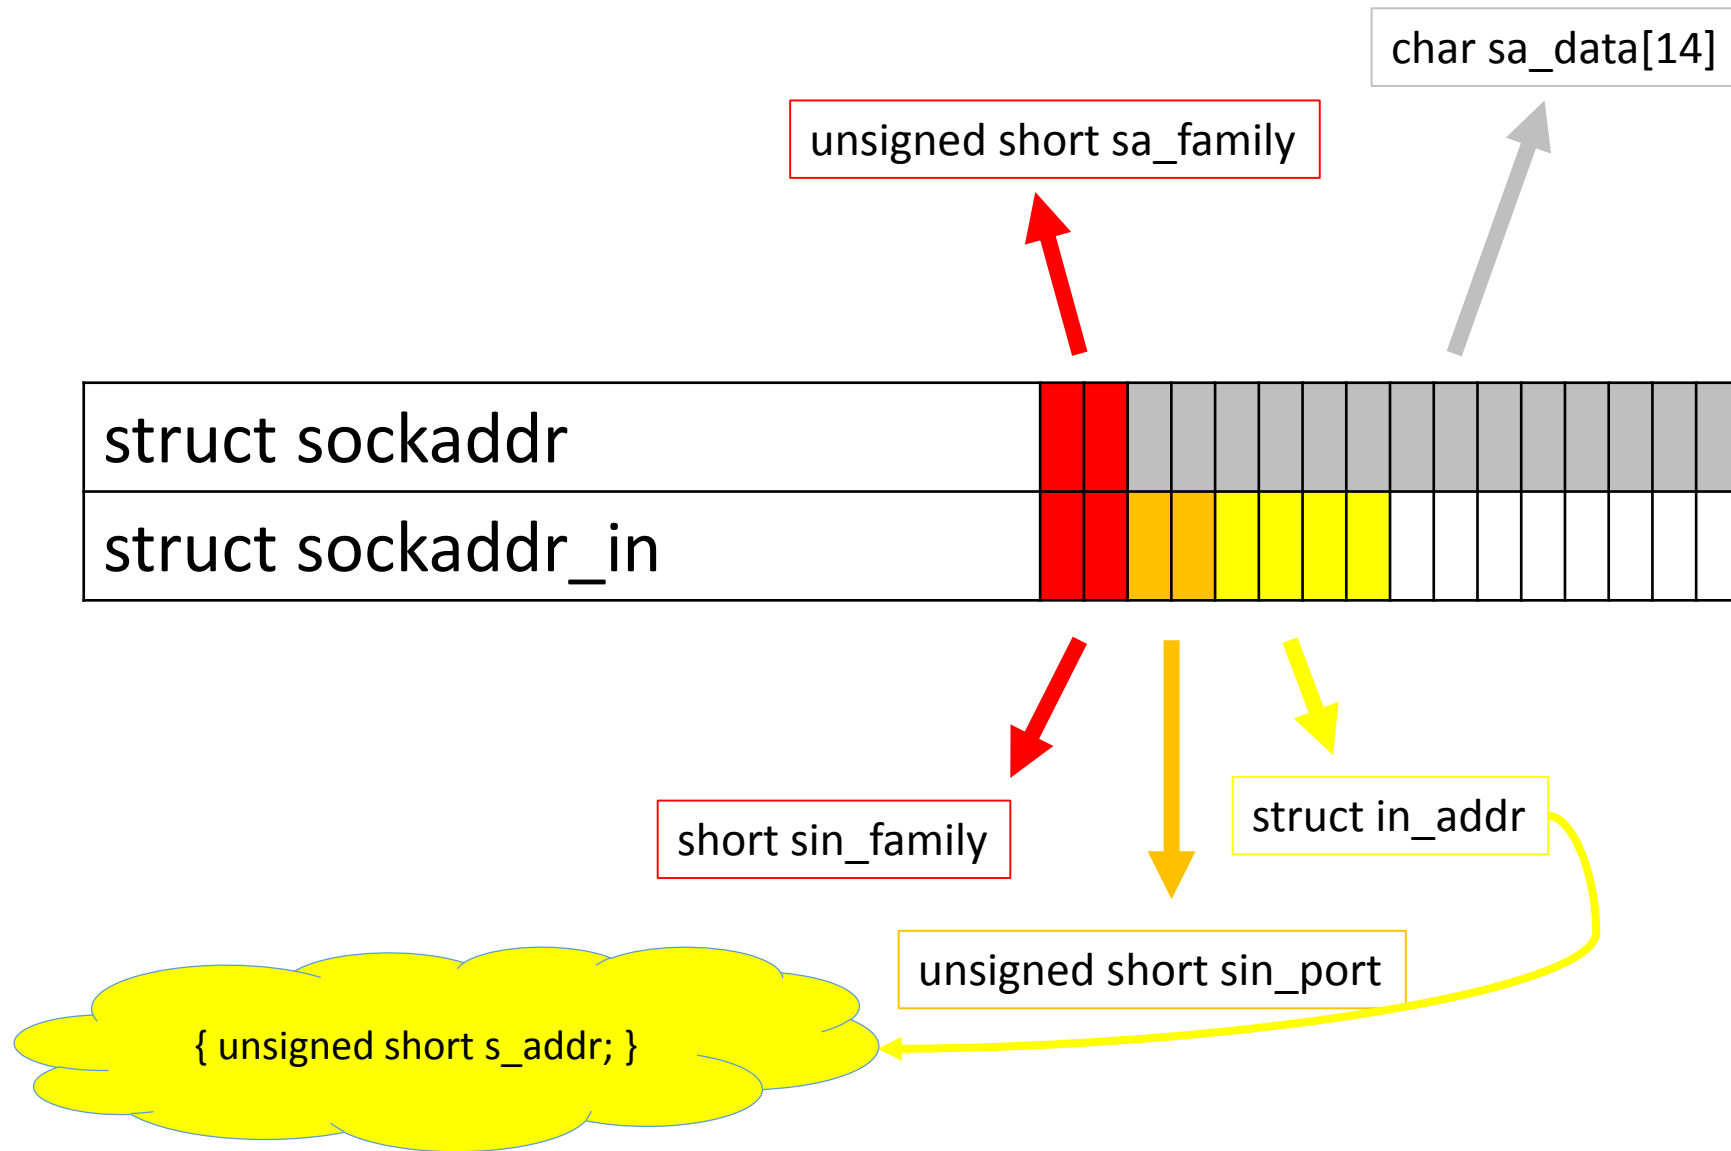 char sa_data[14]
unsigned short sa_family
struct sockaddr
struct sockaddr_in
short sin_family
struct in_addr
unsigned short sin_port
{ unsigned short s_addr; }